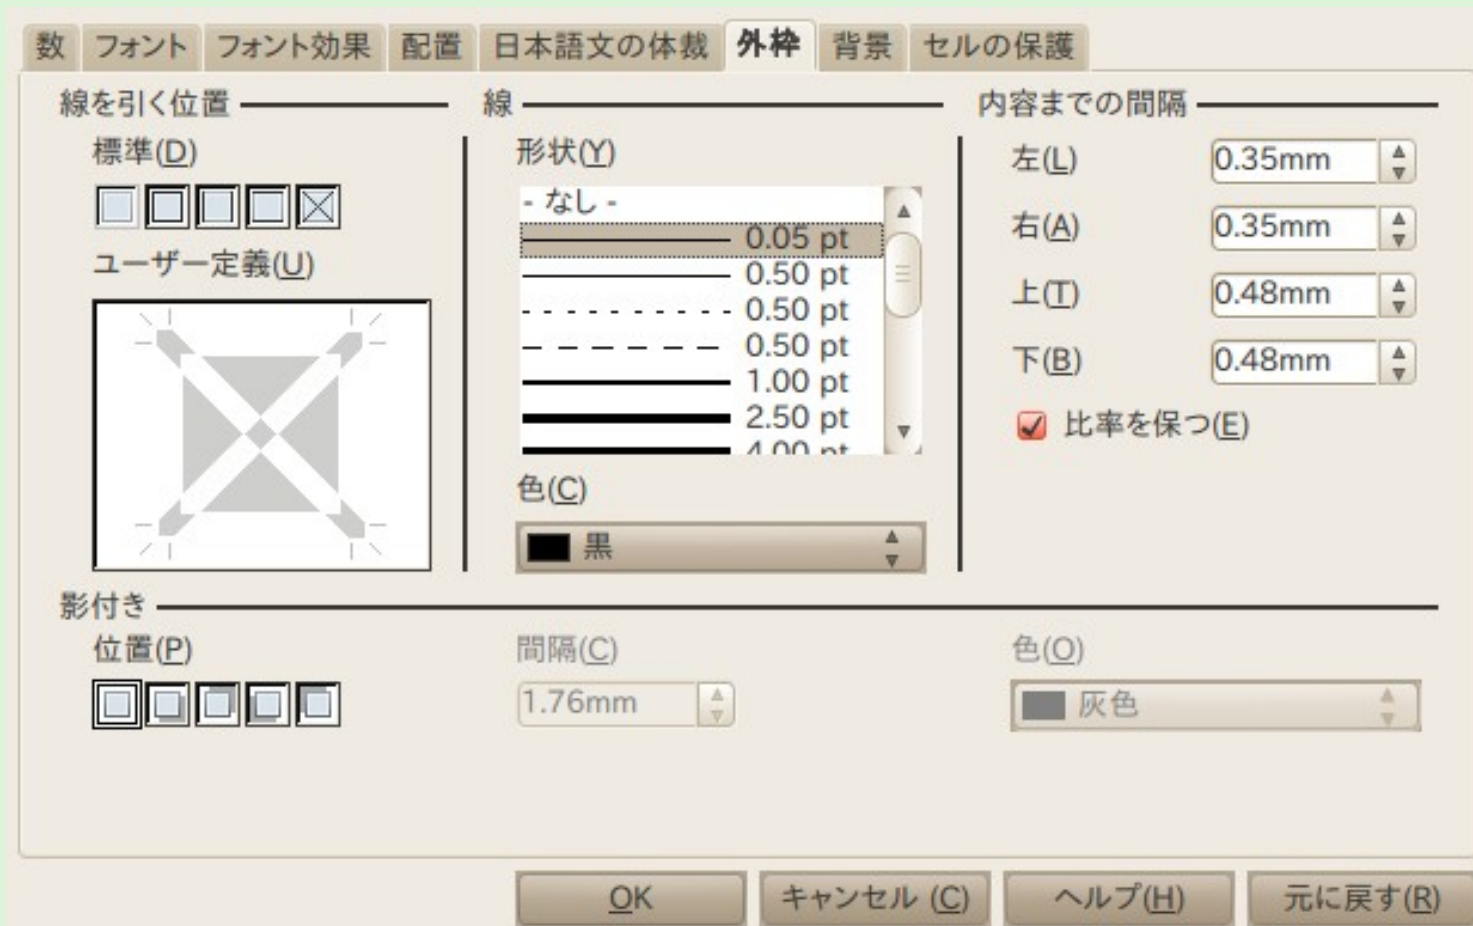 数 フォント フォント効果 配置 日本語文の体裁 外枠 背景 セルの保護
線を引く位置
標準(D)
ユーザー定義(U)
線
形状(Y)
- なし -
0.05 pt
0.50 pt
0.50 pt
0.50 pt
1.00 pt
2.50 pt
4.00 pt
色(C)
黒
内容までの間隔
左(L) 0.35mm
右(A) 0.35mm
上(T) 0.48mm
下(B) 0.48mm
比率を保つ(E)
影付き
位置(P)
間隔(C)
1.76mm
色(O)
灰色
OK キャンセル (C) ヘルプ(H) 元に戻す(R)